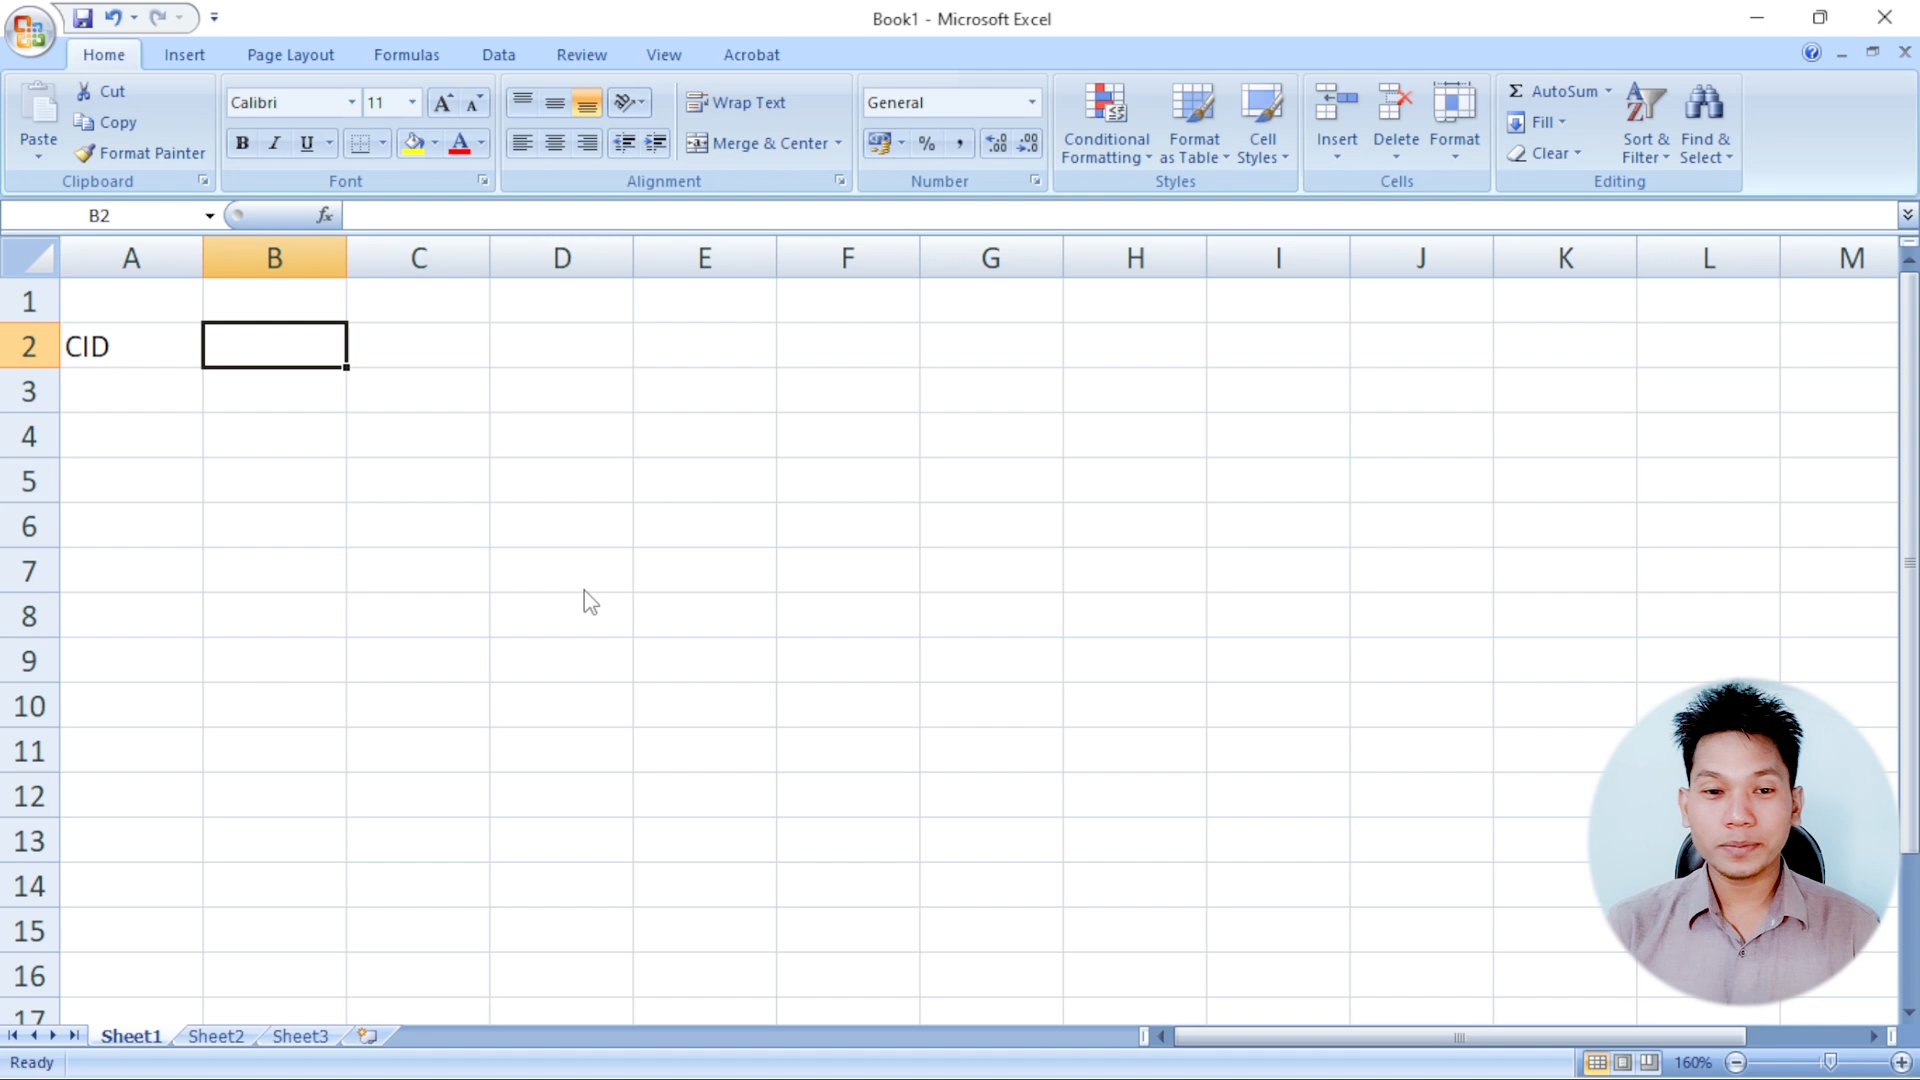 Book1 - Microsoft Excel
Home Insert Page Layout Formulas Data Review View Acrobat
Paste
Cut
Copy
Format Painter
Clipboard
Calibri 11
B I U
Font
Wrap Text
Merge & Center
Alignment
General
% ,
Number
Conditional Formatting
Format as Table
Cell Styles
Styles
Insert Delete Format
Cells
Σ AutoSum
Fill
Clear
Sort & Filter
Find & Select
Editing
B2 fx
A B C D E F G H I J K L M
1
2 CID
3
4
5
6
7
8
9
10
11
12
13
14
15
16
17
Sheet1 Sheet2 Sheet3
Ready 160%